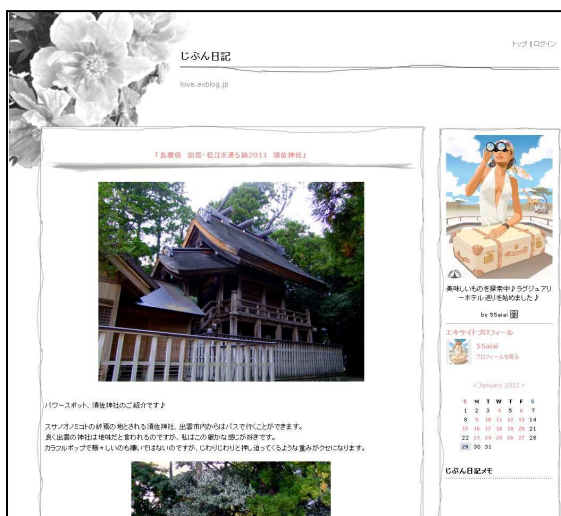 じぶん日記
トップ | ログイン
love.exblog.jp
「島根県　出雲・松江を遷る旅2011　須佐神社」
パワースポット、須佐神社のご紹介です♪
スサノオノミコトの終焉の地とされる須佐神社、出雲市内からはバスで行くことができます。
良く出雲の神社は地味だと言われるのですが、私はこの厳かな感じが好きです。
カラフルポップで賑々しいのも嫌いではないのですが、じわりじわりと押し迫ってくるような重みがクセになります。
美味しいものを探索中♪ラグジュアリ
ーホテル巡りを始めました♪
by 55aiai
エキサイトプロフィール
55aiai
プロフィールを見る
< January 2012 >
S M T W T F S
1 2 3 4 5 6 7
8 9 10 11 12 13 14
15 16 17 18 19 20 21
22 23 24 25 26 27 28
29 30 31
じぶん日記メモ